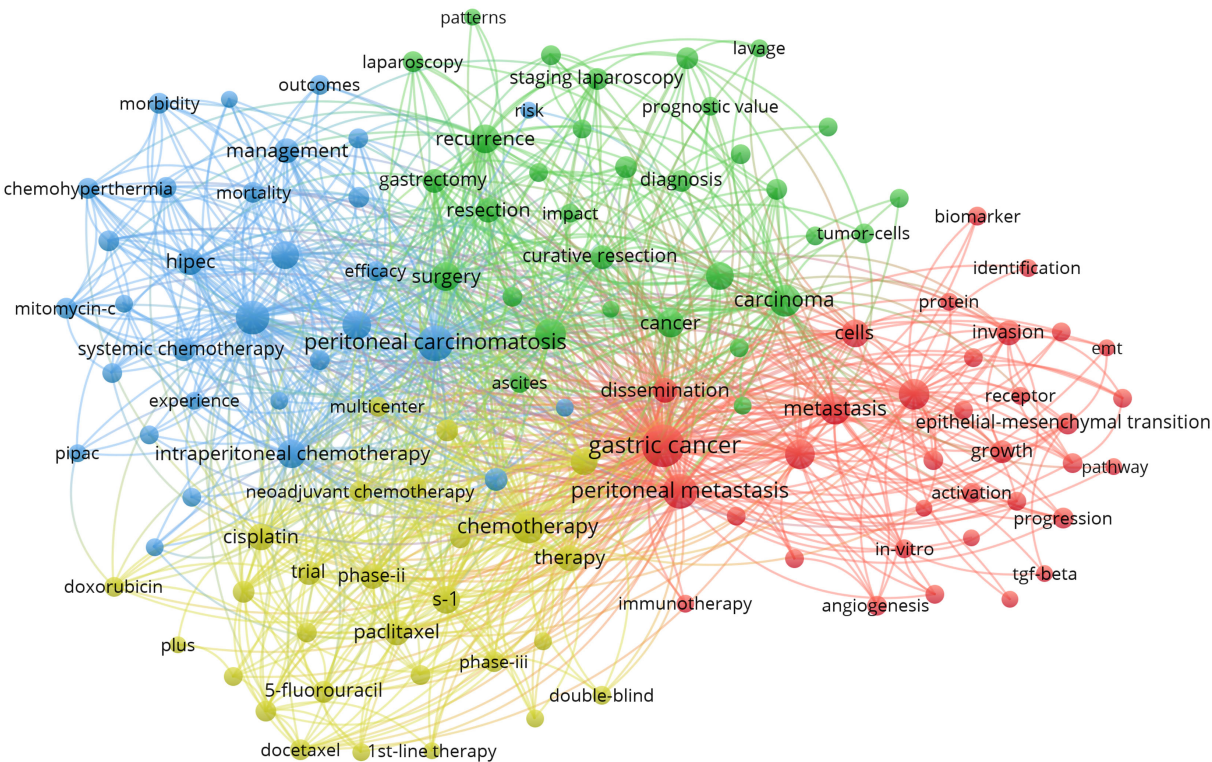 patterns
lavage
laparoscopy
staging laparoscopy
outcomes
morbidity
risk
prognostic value
recurrence
management
chemohyperthermia
mortality
gastrectomy
diagnosis
resection
impact
biomarker
tumor-cells
curative resection
hipec
efficacy
surgery
identification
carcinoma
protein
mitomycin-c
cancer
cells
invasion
peritoneal carcinomatosis
systemic chemotherapy
emt
ascites
dissemination
receptor
experience
multicenter
metastasis
epithelial-mesenchymal transition
gastric cancer
growth
pipac
intraperitoneal chemotherapy
pathway
peritoneal metastasis
neoadjuvant chemotherapy
activation
progression
chemotherapy
cisplatin
in-vitro
therapy
trial
phase-ii
tgf-beta
doxorubicin
s-1
immunotherapy
angiogenesis
paclitaxel
plus
phase-iii
5-fluorouracil
double-blind
docetaxel
1st-line therapy